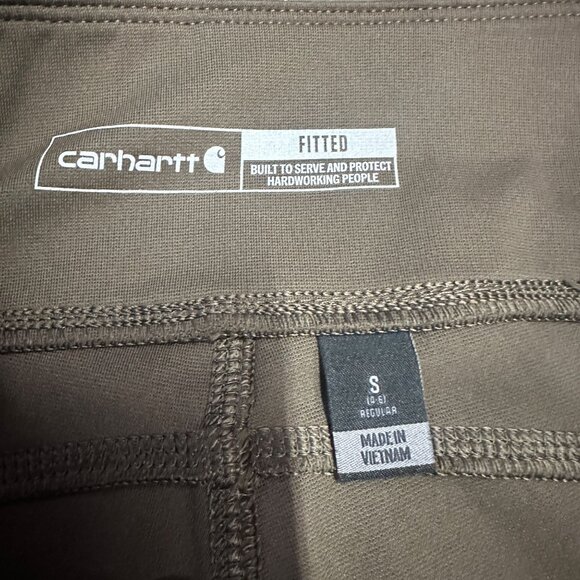 carhartt
FITTED
BUILT TO SERVE AND PROTECT
HARDWORKING PEOPLE
S
(4-6)
REGULAR
MADE IN
VIETNAM